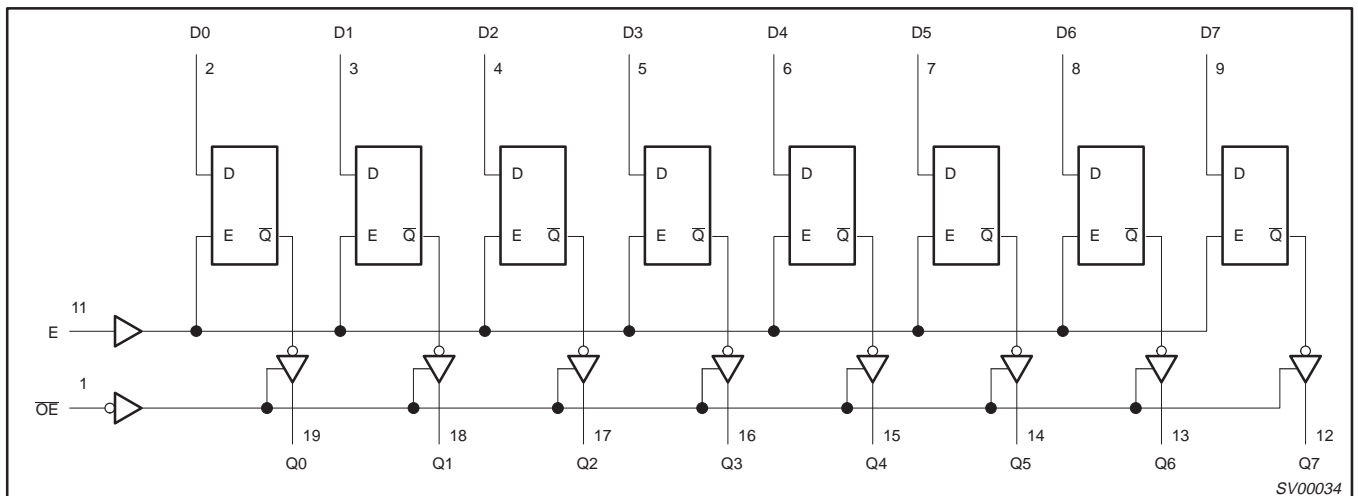 D0 D1 D2 D3 D4 D5 D6 D7
2 3 4 5 6 7 8 9
D D D D D D D D
E Q̅ E Q̅ E Q̅ E Q̅ E Q̅ E Q̅ E Q̅ E Q̅
11
E
1
O̅E̅
19 18 17 16 15 14 13 12
Q0 Q1 Q2 Q3 Q4 Q5 Q6 Q7
SV00034